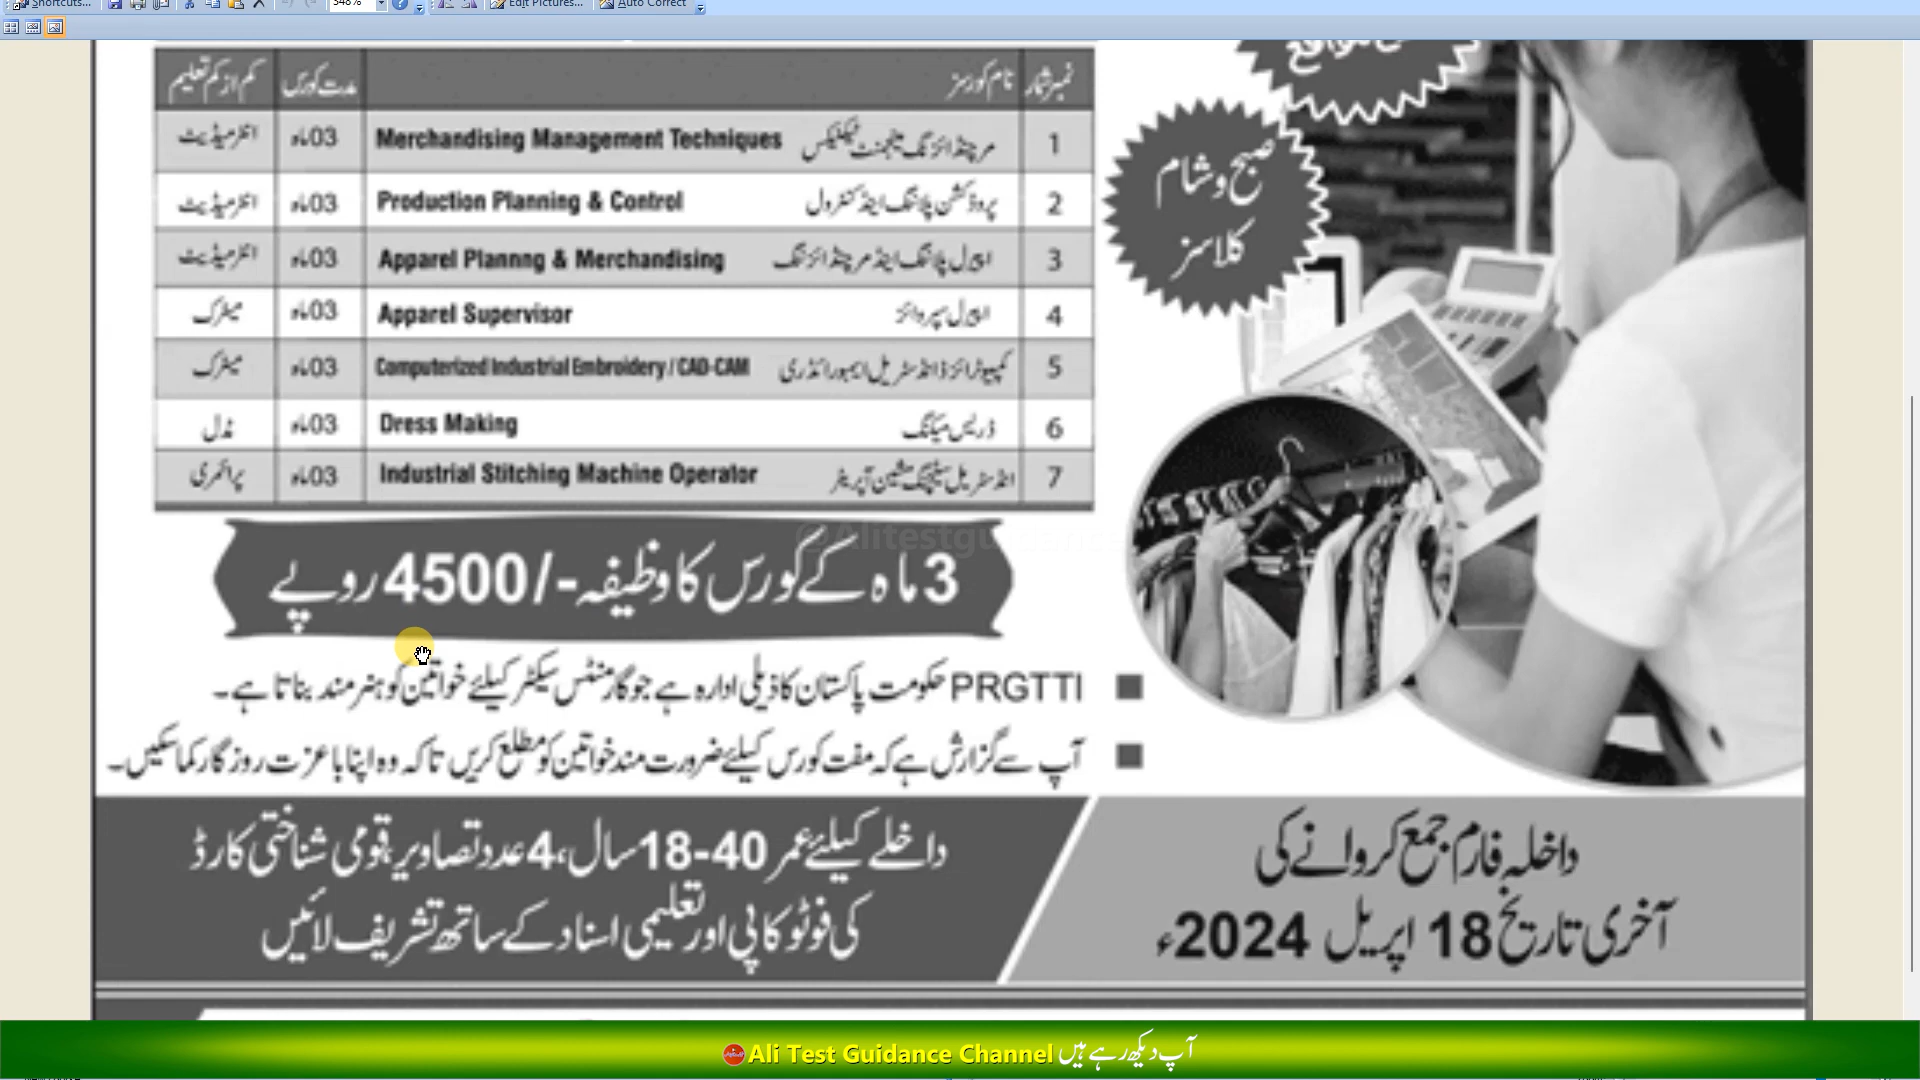 Shortcuts...
348%
Edit Pictures...
Auto Correct
نمبر شمار نام کورسز مدت کورس کم از کم تعلیم
1 مرچنڈائزنگ مینجمنٹ ٹیکنیکس Merchandising Management Techniques 03ماہ انٹرمیڈیٹ
2 پروڈکشن پلاننگ اینڈ کنٹرول Production Planning & Control 03ماہ انٹرمیڈیٹ
3 اپیرل پلاننگ اینڈ مرچنڈائزنگ Apparel Plannng & Merchandising 03ماہ انٹرمیڈیٹ
4 اپیرل سپروائز Apparel Supervisor 03ماہ میٹرک
5 کمپیوٹرائزڈ انڈسٹریل ایمبورائڈری Computerized Industrial Embroidery / CAD-CAM 03ماہ میٹرک
6 ڈریس میکنگ Dress Making 03ماہ مڈل
7 انڈسٹریل سٹیچنگ مشین آپریٹر Industrial Stitching Machine Operator 03ماہ پرائمری
صبح و شام
کلاسز
3 ماہ کے کورس کا وظیفہ -/4500 روپے
PRGTTI حکومت پاکستان کا ذیلی ادارہ ہے جو گارمنٹس سیکٹر کیلئے خواتین کو ہنر مند بناتا ہے۔
آپ سے گزارش ہے کہ مفت کورس کیلئے ضرورت مند خواتین کو مطلع کریں تاکہ وہ اپنا باعزت روزگار کما سکیں۔
داخلے کیلئے عمر 40-18 سال، 4 عدد تصاویر، قومی شناختی کارڈ
کی فوٹو کاپی اور تعلیمی اسناد کے ساتھ تشریف لائیں
داخلہ فارم جمع کروانے کی
آخری تاریخ 18 اپریل 2024ء
آپ دیکھ رہے ہیں Ali Test Guidance Channel